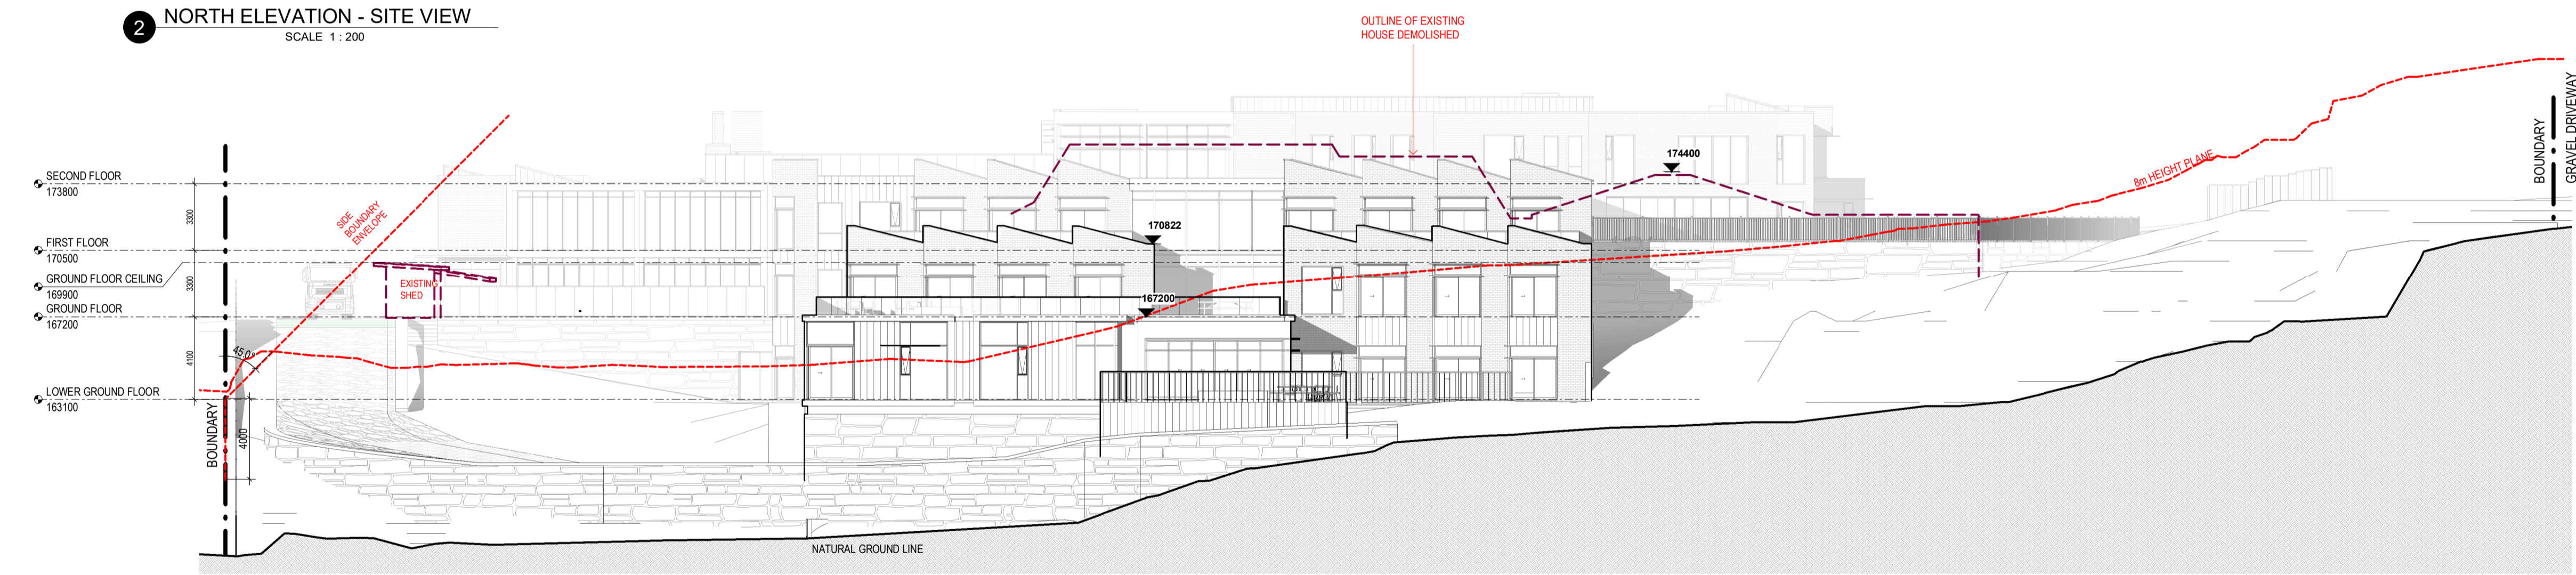 2
NORTH ELEVATION - SITE VIEW
SCALE 1 : 200
OUTLINE OF EXISTING
HOUSE DEMOLISHED
SECOND FLOOR
173800
3300
FIRST FLOOR
170500
GROUND FLOOR CEILING
169900
3300
GROUND FLOOR
167200
4100
LOWER GROUND FLOOR
163100
BOUNDARY
4000
45.0°
SIDE
BOUNDARY
ENVELOPE
EXISTING
SHED
170822
167200
174400
8m HEIGHT PLANE
BOUNDARY
GRAVEL DRIVEWAY
NATURAL GROUND LINE